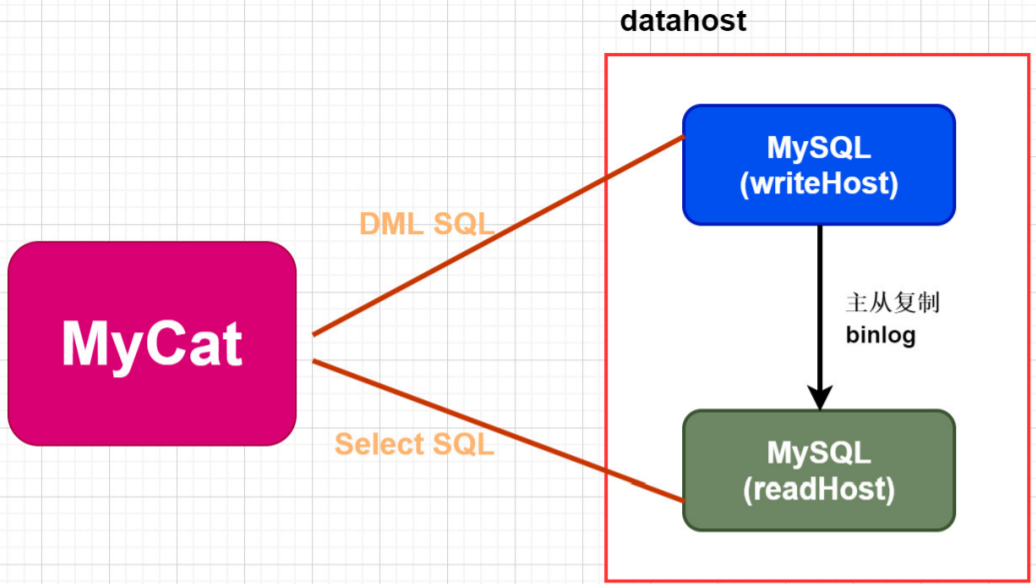 datahost
MySQL
(writeHost)
DML SQL
MyCat
主从复制
binlog
Select SQL
MySQL
(readHost)